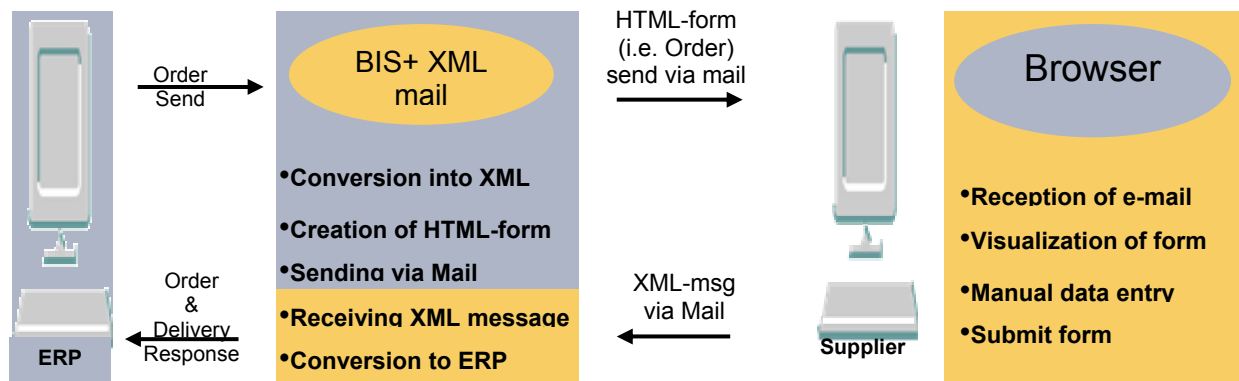 Order
Send
BIS+ XML
mail
•Conversion into XML
•Creation of HTML-form
•Sending via Mail
•Receiving XML message
•Conversion to ERP
Order
&
Delivery
Response
ERP
HTML-form
(i.e. Order)
send via mail
XML-msg
via Mail
Supplier
Browser
•Reception of e-mail
•Visualization of form
•Manual data entry
•Submit form